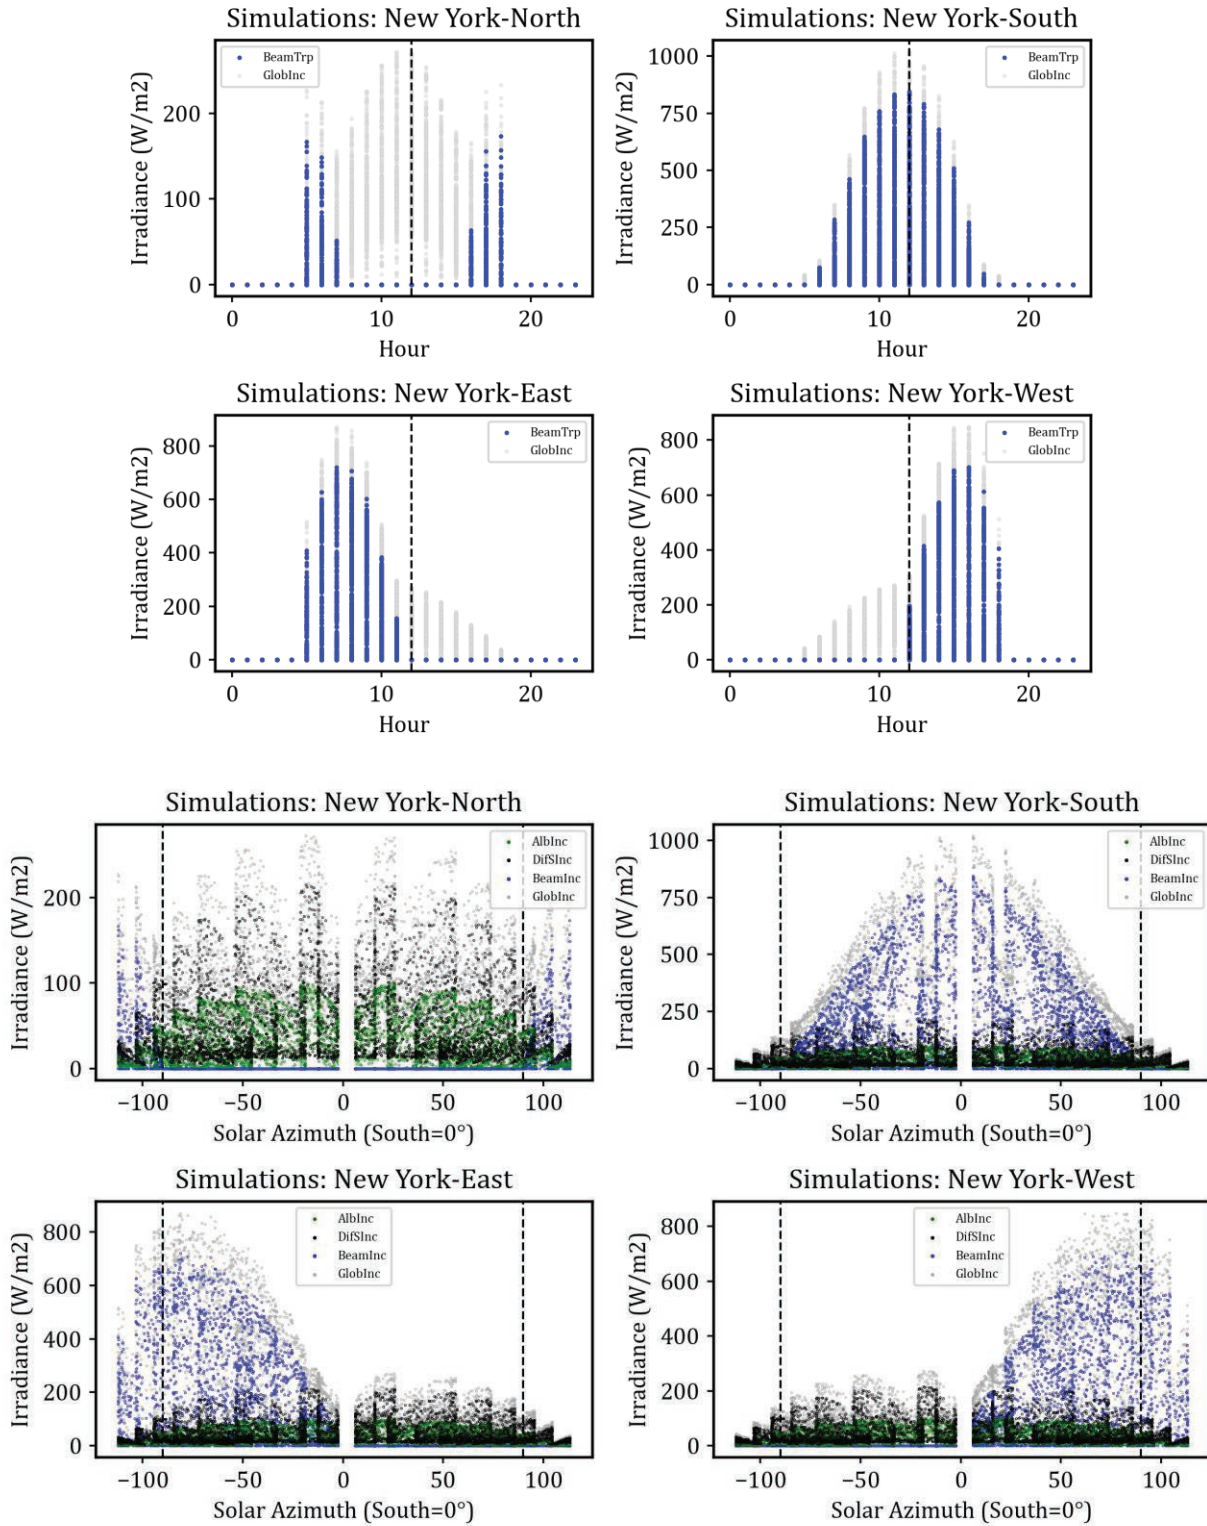 Simulations: New York-North
Irradiance (W/m2)
200
100
0
BeamTrp
GlobInc
0 10 20
Hour
Simulations: New York-South
Irradiance (W/m2)
1000
750
500
250
0
BeamTrp
GlobInc
0 10 20
Hour
Simulations: New York-East
Irradiance (W/m2)
800
600
400
200
0
BeamTrp
GlobInc
0 10 20
Hour
Simulations: New York-West
Irradiance (W/m2)
800
600
400
200
0
BeamTrp
GlobInc
0 10 20
Hour
Simulations: New York-North
Irradiance (W/m2)
200
100
0
AlbInc
DifSInc
BeamInc
GlobInc
−100 −50 0 50 100
Solar Azimuth (South=0°)
Simulations: New York-South
Irradiance (W/m2)
1000
750
500
250
0
AlbInc
DifSInc
BeamInc
GlobInc
−100 −50 0 50 100
Solar Azimuth (South=0°)
Simulations: New York-East
Irradiance (W/m2)
800
600
400
200
0
AlbInc
DifSInc
BeamInc
GlobInc
−100 −50 0 50 100
Solar Azimuth (South=0°)
Simulations: New York-West
Irradiance (W/m2)
800
600
400
200
0
AlbInc
DifSInc
BeamInc
GlobInc
−100 −50 0 50 100
Solar Azimuth (South=0°)